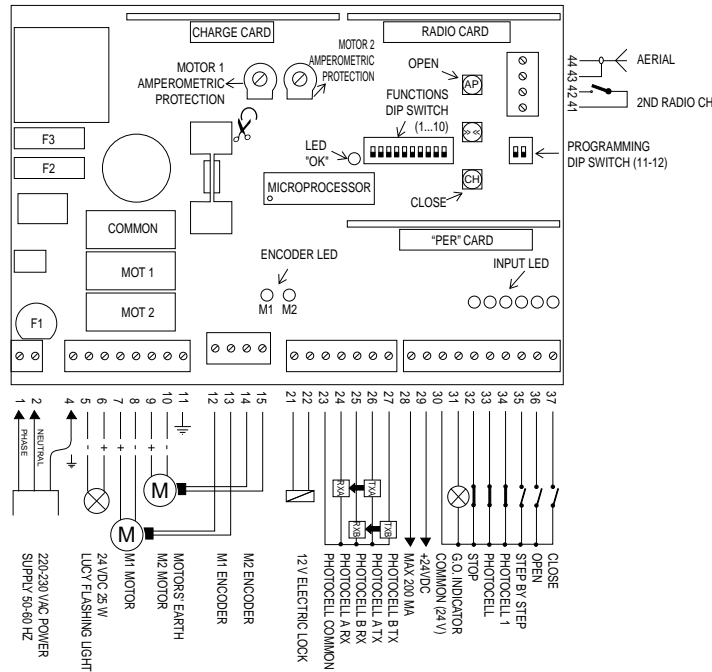 CHARGE CARD
RADIO CARD
MOTOR 2
AMPEROMETRIC
PROTECTION
MOTOR 1
AMPEROMETRIC
PROTECTION
OPEN
AP
FUNCTIONS
DIP SWITCH
(1...10)
44
43
42
41
AERIAL
2ND RADIO CH
F3
F2
LED
"OK"
>> <<
PROGRAMMING
DIP SWITCH (11-12)
MICROPROCESSOR
CH
CLOSE
COMMON
MOT 1
MOT 2
"PER" CARD
ENCODER LED
M1 M2
INPUT LED
F1
1 2 4 5 6 7 8 9 10 11 12 13 14 15 21 22 23 24 25 26 27 28 29 30 31 32 33 34 35 36 37
PHASE
NEUTRAL
- + + - + -
M
M
RXA
TXA
RXB
TXB
220-230 VAC POWER
SUPPLY 50-60 HZ
24 VDC 25 W
LUCY FLASHING LIGHT
M1 MOTOR
M2 MOTOR
MOTORS' EARTH
M1 ENCODER
M2 ENCODER
12 V ELECTRIC LOCK
PHOTOCELL COMMON
PHOTOCELL A RX
PHOTOCELL B RX
PHOTOCELL A TX
PHOTOCELL B TX
MAX 200 MA
+24VDC
COMMON (24 V)
G.O. INDICATOR
STOP
PHOTOCELL
PHOTOCELL 1
STEP BY STEP
OPEN
CLOSE